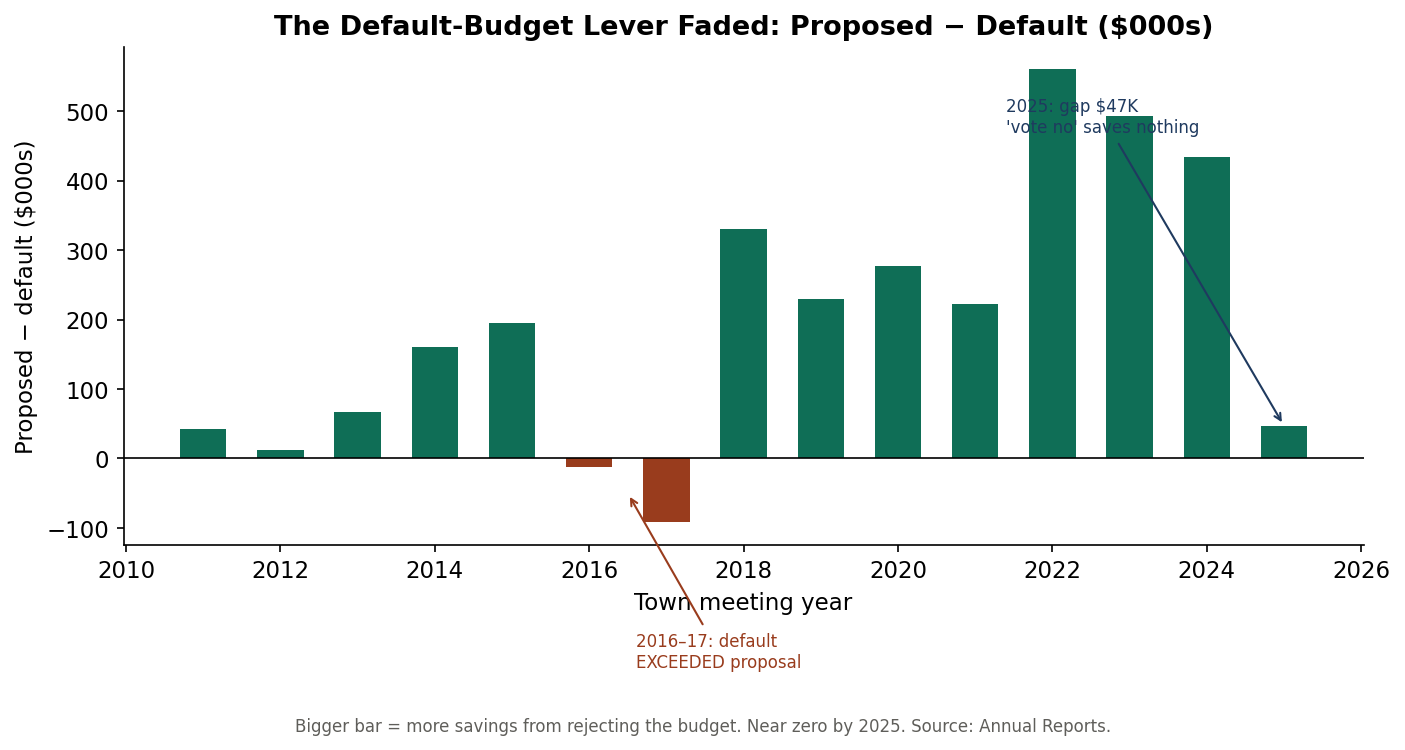 The Default-Budget Lever Faded: Proposed − Default ($000s)
Proposed − default ($000s)
500
400
300
200
100
0
−100
2025: gap $47K
'vote no' saves nothing
2010 2012 2014 2016 2018 2020 2022 2024 2026
Town meeting year
2016–17: default
EXCEEDED proposal
Bigger bar = more savings from rejecting the budget. Near zero by 2025. Source: Annual Reports.